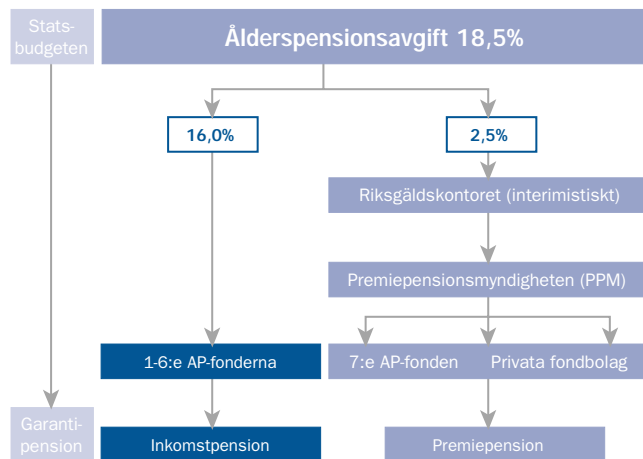 Stats-
budgeten
Ålderspensionsavgift 18,5%
16,0%
2,5%
Riksgäldskontoret (interimistiskt)
Premiepensionsmyndigheten (PPM)
1-6:e AP-fonderna
7:e AP-fonden
Privata fondbolag
Garanti-
pension
Inkomstpension
Premiepension